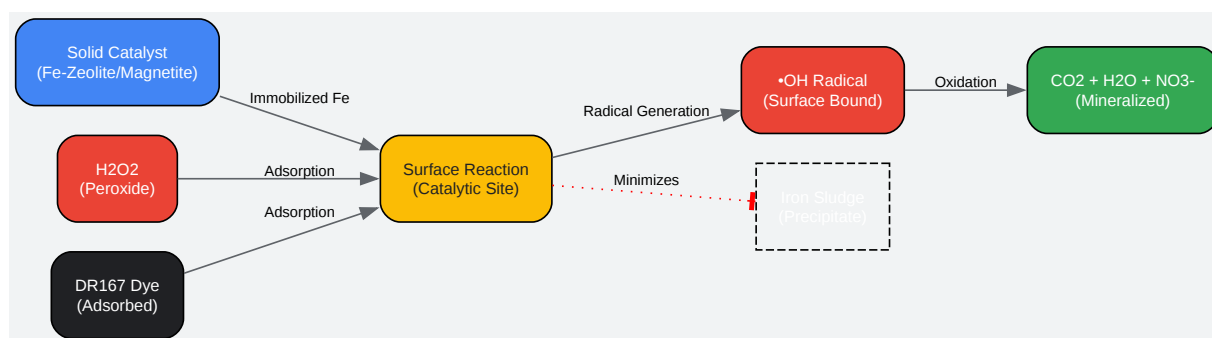 Solid Catalyst
(Fe-Zeolite/Magnetite)
Immobilized Fe
H2O2
(Peroxide)
Adsorption
DR167 Dye
(Adsorbed)
Adsorption
Surface Reaction
(Catalytic Site)
Radical Generation
Minimizes
•OH Radical
(Surface Bound)
Iron Sludge
(Precipitate)
Oxidation
CO2 + H2O + NO3-
(Mineralized)